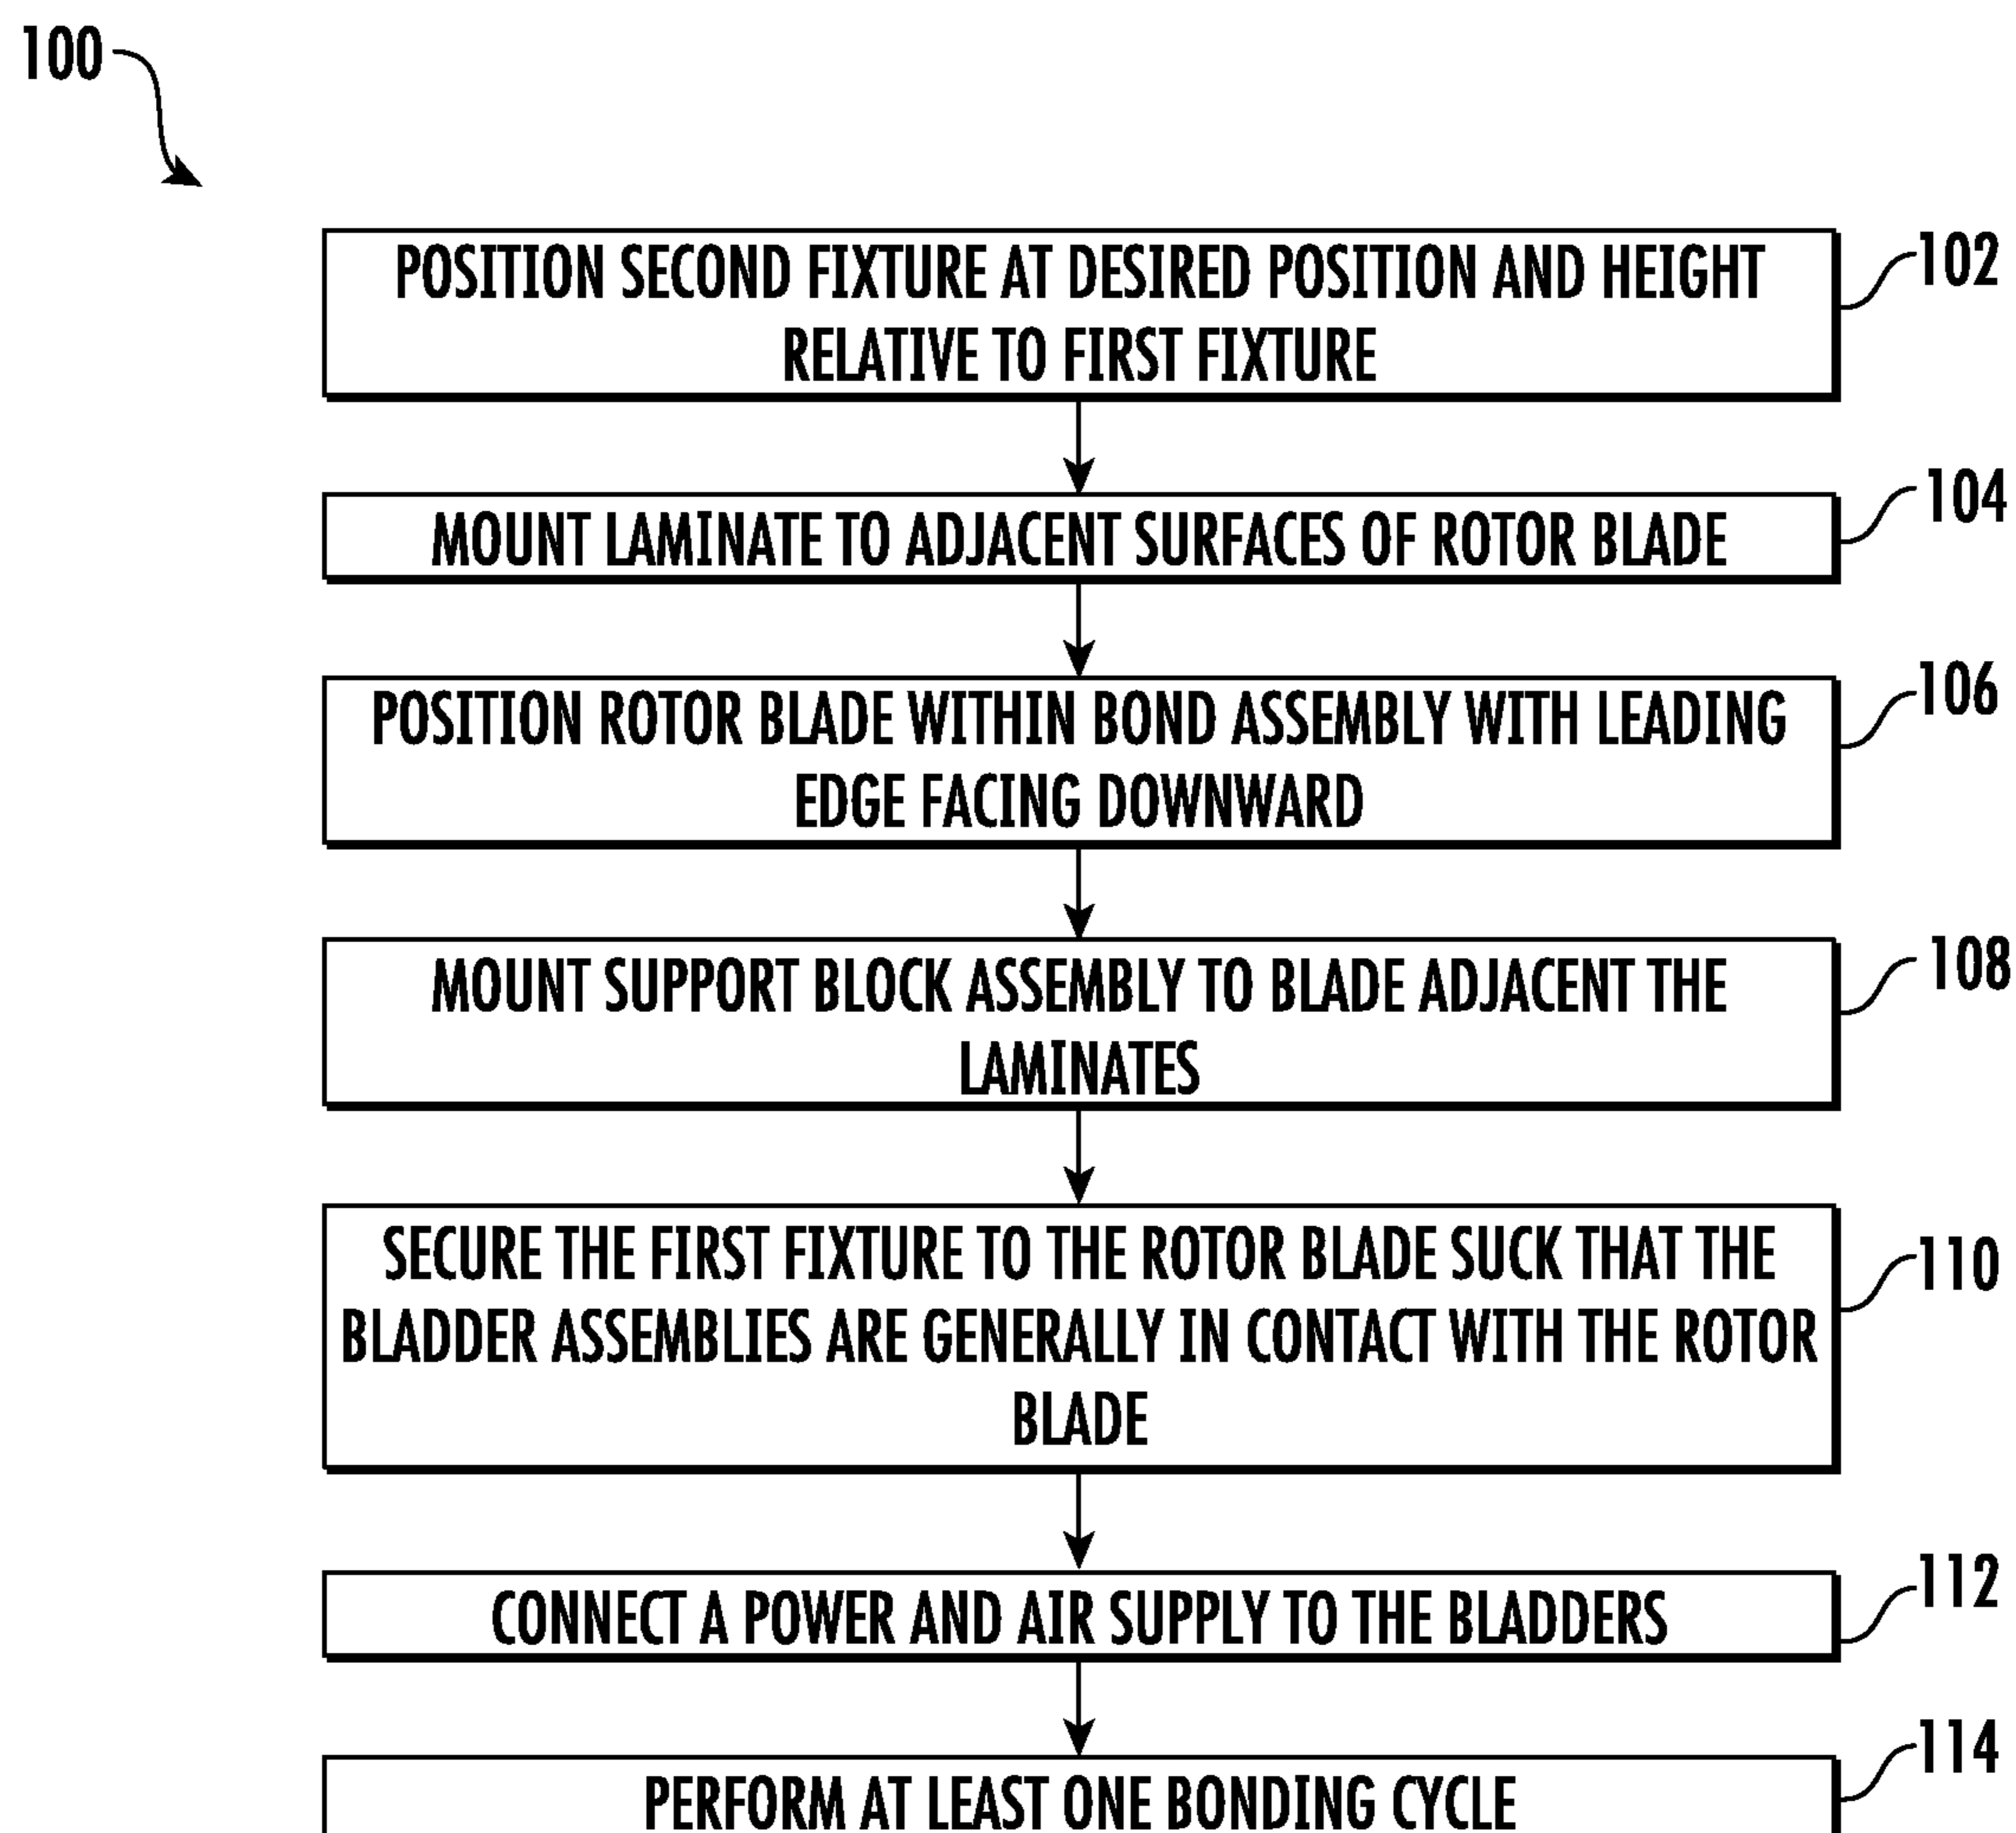 100
POSITION SECOND FIXTURE AT DESIRED POSITION AND HEIGHT
RELATIVE TO FIRST FIXTURE
102
MOUNT LAMINATE TO ADJACENT SURFACES OF ROTOR BLADE
104
POSITION ROTOR BLADE WITHIN BOND ASSEMBLY WITH LEADING
EDGE FACING DOWNWARD
106
MOUNT SUPPORT BLOCK ASSEMBLY TO BLADE ADJACENT THE
LAMINATES
108
SECURE THE FIRST FIXTURE TO THE ROTOR BLADE SUCK THAT THE
BLADDER ASSEMBLIES ARE GENERALLY IN CONTACT WITH THE ROTOR
BLADE
110
CONNECT A POWER AND AIR SUPPLY TO THE BLADDERS
112
PERFORM AT LEAST ONE BONDING CYCLE
114